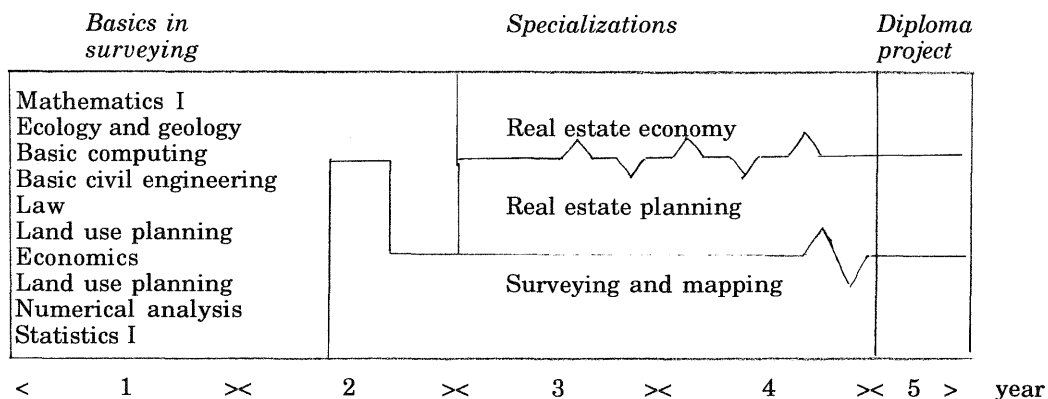 Basics in
surveying
Specializations
Diploma
project
Mathematics I
Ecology and geology
Basic computing
Basic civil engineering
Law
Land use planning
Economics
Land use planning
Numerical analysis
Statistics I
Real estate economy
Real estate planning
Surveying and mapping
< 1 >< 2 >< 3 >< 4 >< 5 > year